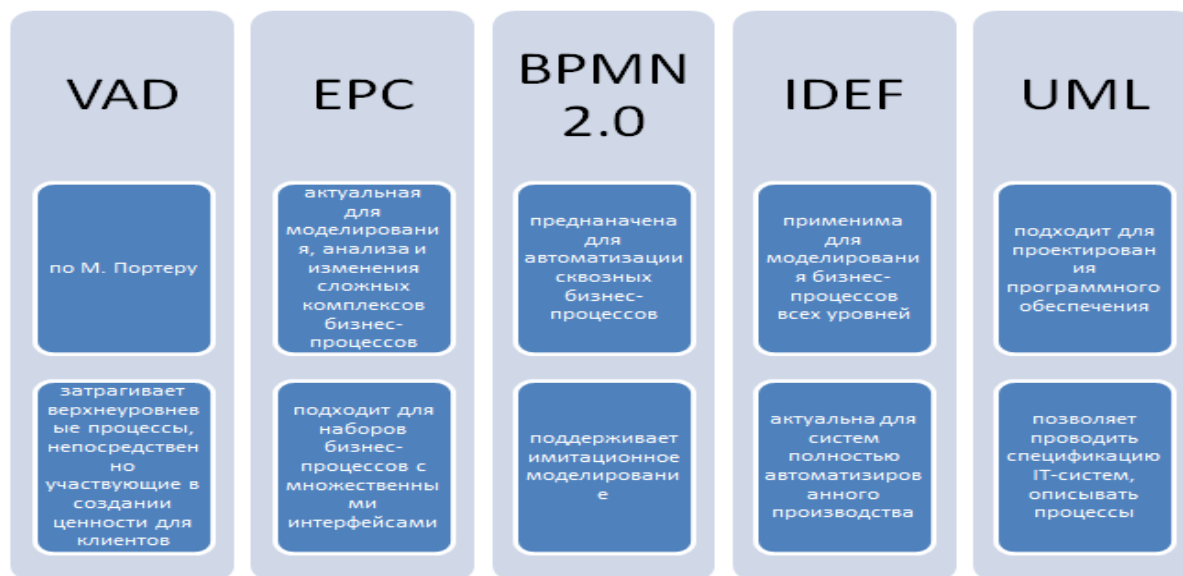 VAD
по М. Портеру
затрагивает
верхнеуровнев
ые процессы,
непосредствен
но
участвующие в
создании
ценности для
клиентов
EPC
актуальная
для
моделировани
я, анализа и
изменения
сложных
комплексов
бизнес-
процессов
подходит для
наборов
бизнес-
процессов с
множественны
ми
интерфейсами
BPMN
2.0
преднаначена
для
автоматизации
сквозных
бизнес-
процессов
поддерживает
имитационное
моделировани
е
IDEF
применима
для
моделировани
я бизнес-
процессов
всех уровней
актуальна для
систем
полностью
автоматизиров
анного
производства
UML
подходит для
проектирован
ия
программного
обеспечения
позволяет
проводить
спецификацию
IT-систем,
описывать
процессы